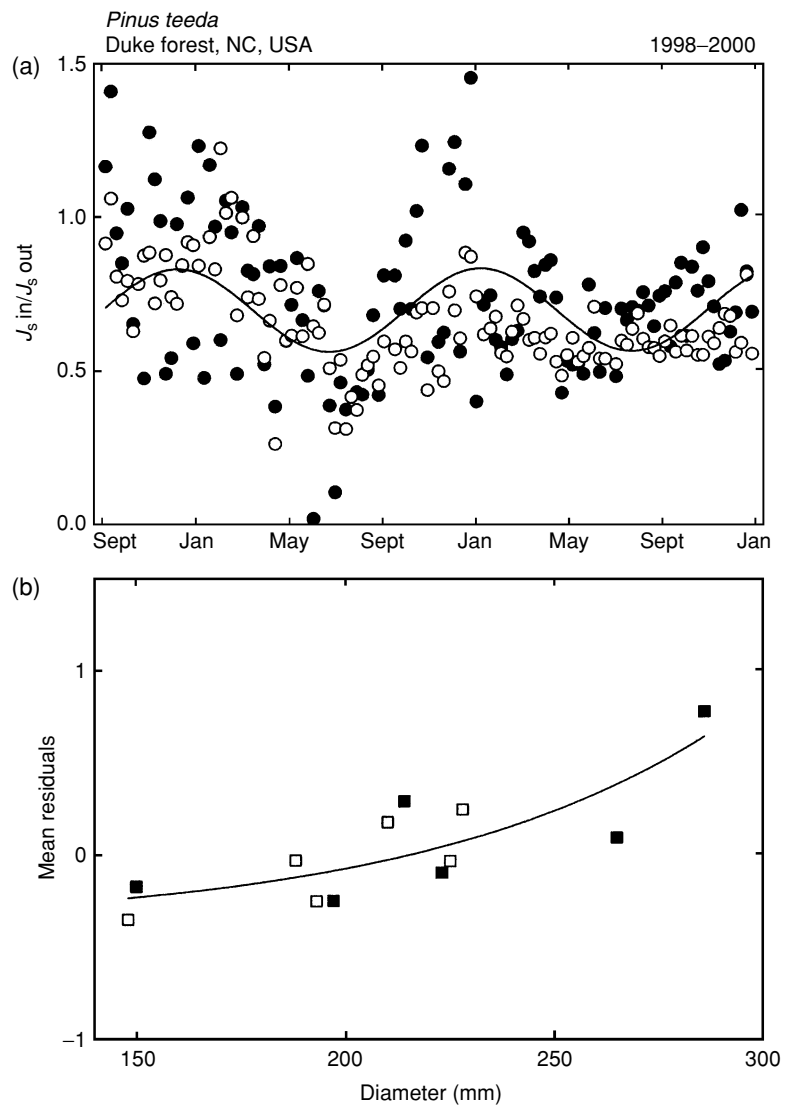 Pinus teeda
Duke forest, NC, USA 1998–2000
(a)
1.5
1.0
0.5
0.0
Js in/Js out
Sept Jan May Sept Jan May Sept Jan
(b)
1
0
−1
Mean residuals
150 200 250 300
Diameter (mm)